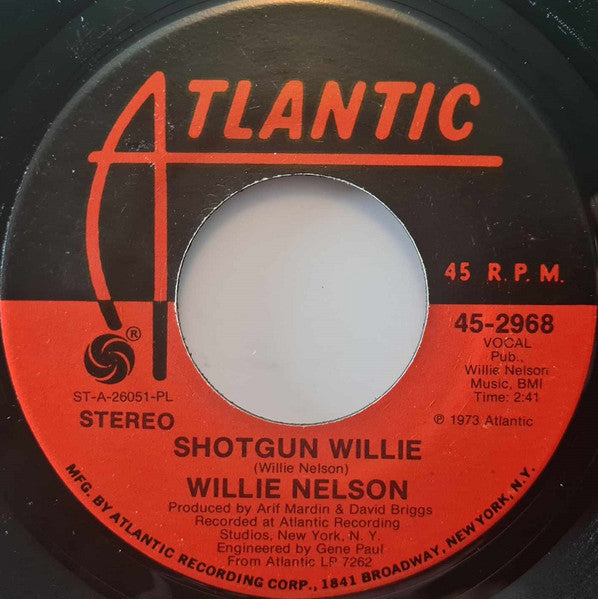 ATLANTIC
45 R.P.M.
®
45-2968
VOCAL
Pub.,
Willie Nelson
Music, BMI
Time: 2:41
ST-A-26051-PL
STEREO
℗ 1973 Atlantic
SHOTGUN WILLIE
(Willie Nelson)
WILLIE NELSON
Produced by Arif Mardin & David Briggs
Recorded at Atlantic Recording
Studios, New York, N. Y.
Engineered by Gene Paul
From Atlantic LP 7262
MFG. BY ATLANTIC RECORDING CORP., 1841 BROADWAY, NEW YORK, N.Y.